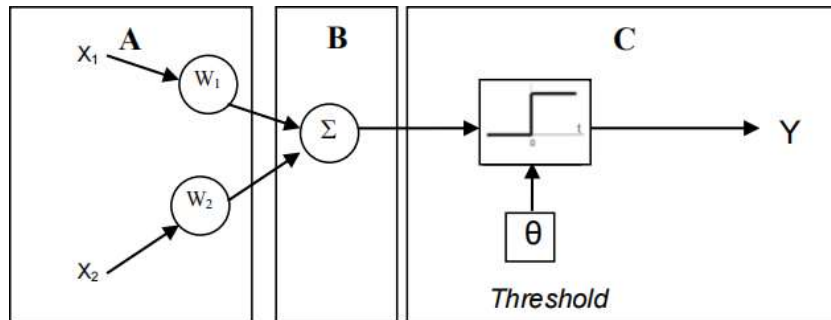 A
B
C
X₁
W₁
Σ
W₂
X₂
0
t
Y
θ
Threshold